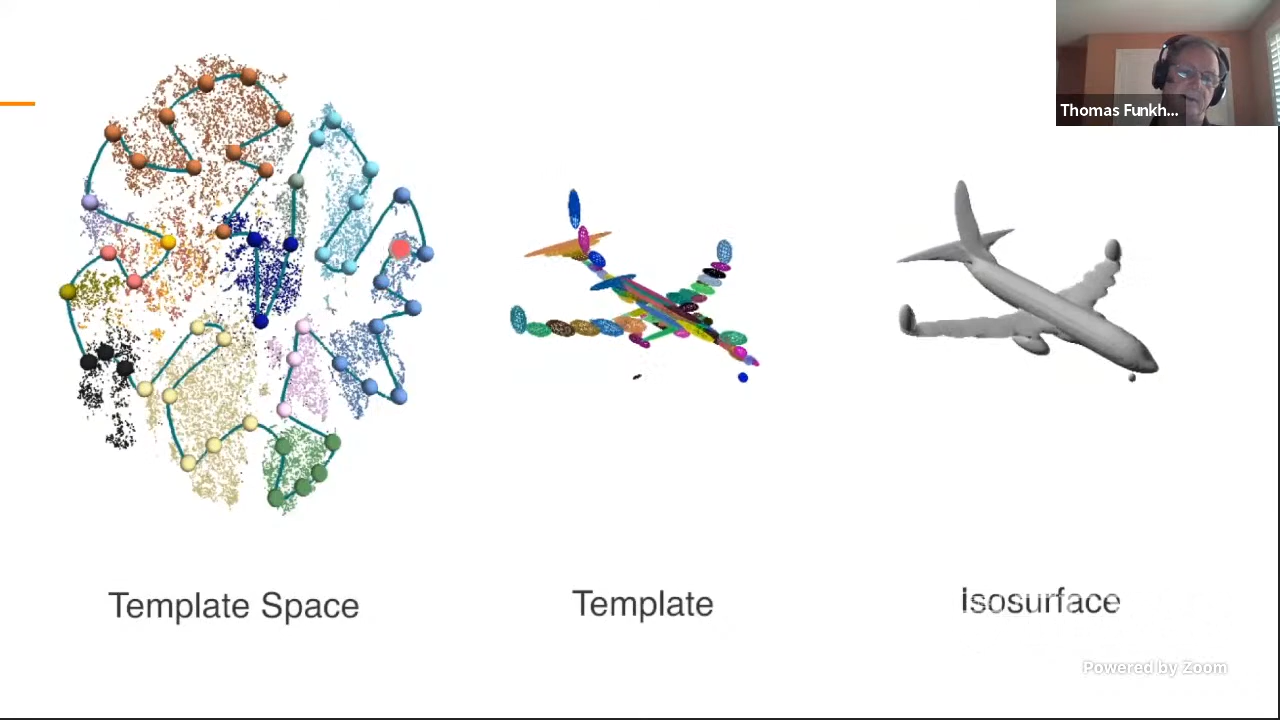 Thomas Funkh...
Template Space
Template
Isosurface
Powered by Zoom